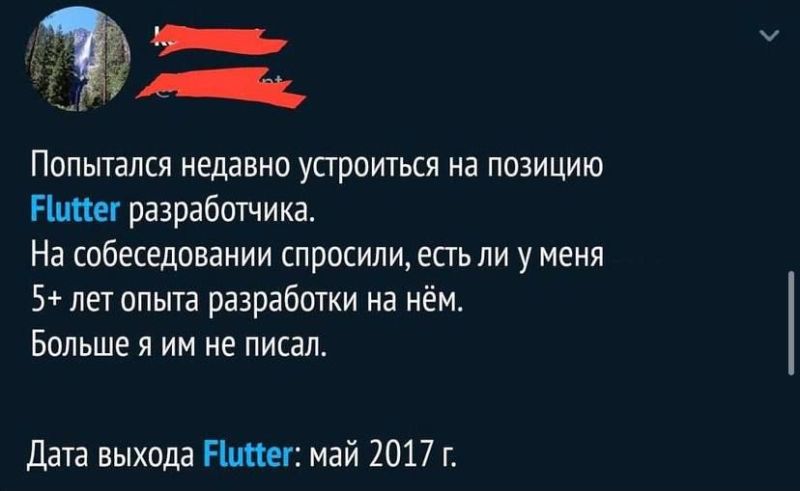 Попытался недавно устроиться на позицию
Flutter разработчика.
На собеседовании спросили, есть ли у меня
5+ лет опыта разработки на нём.
Больше я им не писал.
Дата выхода Flutter: май 2017 г.